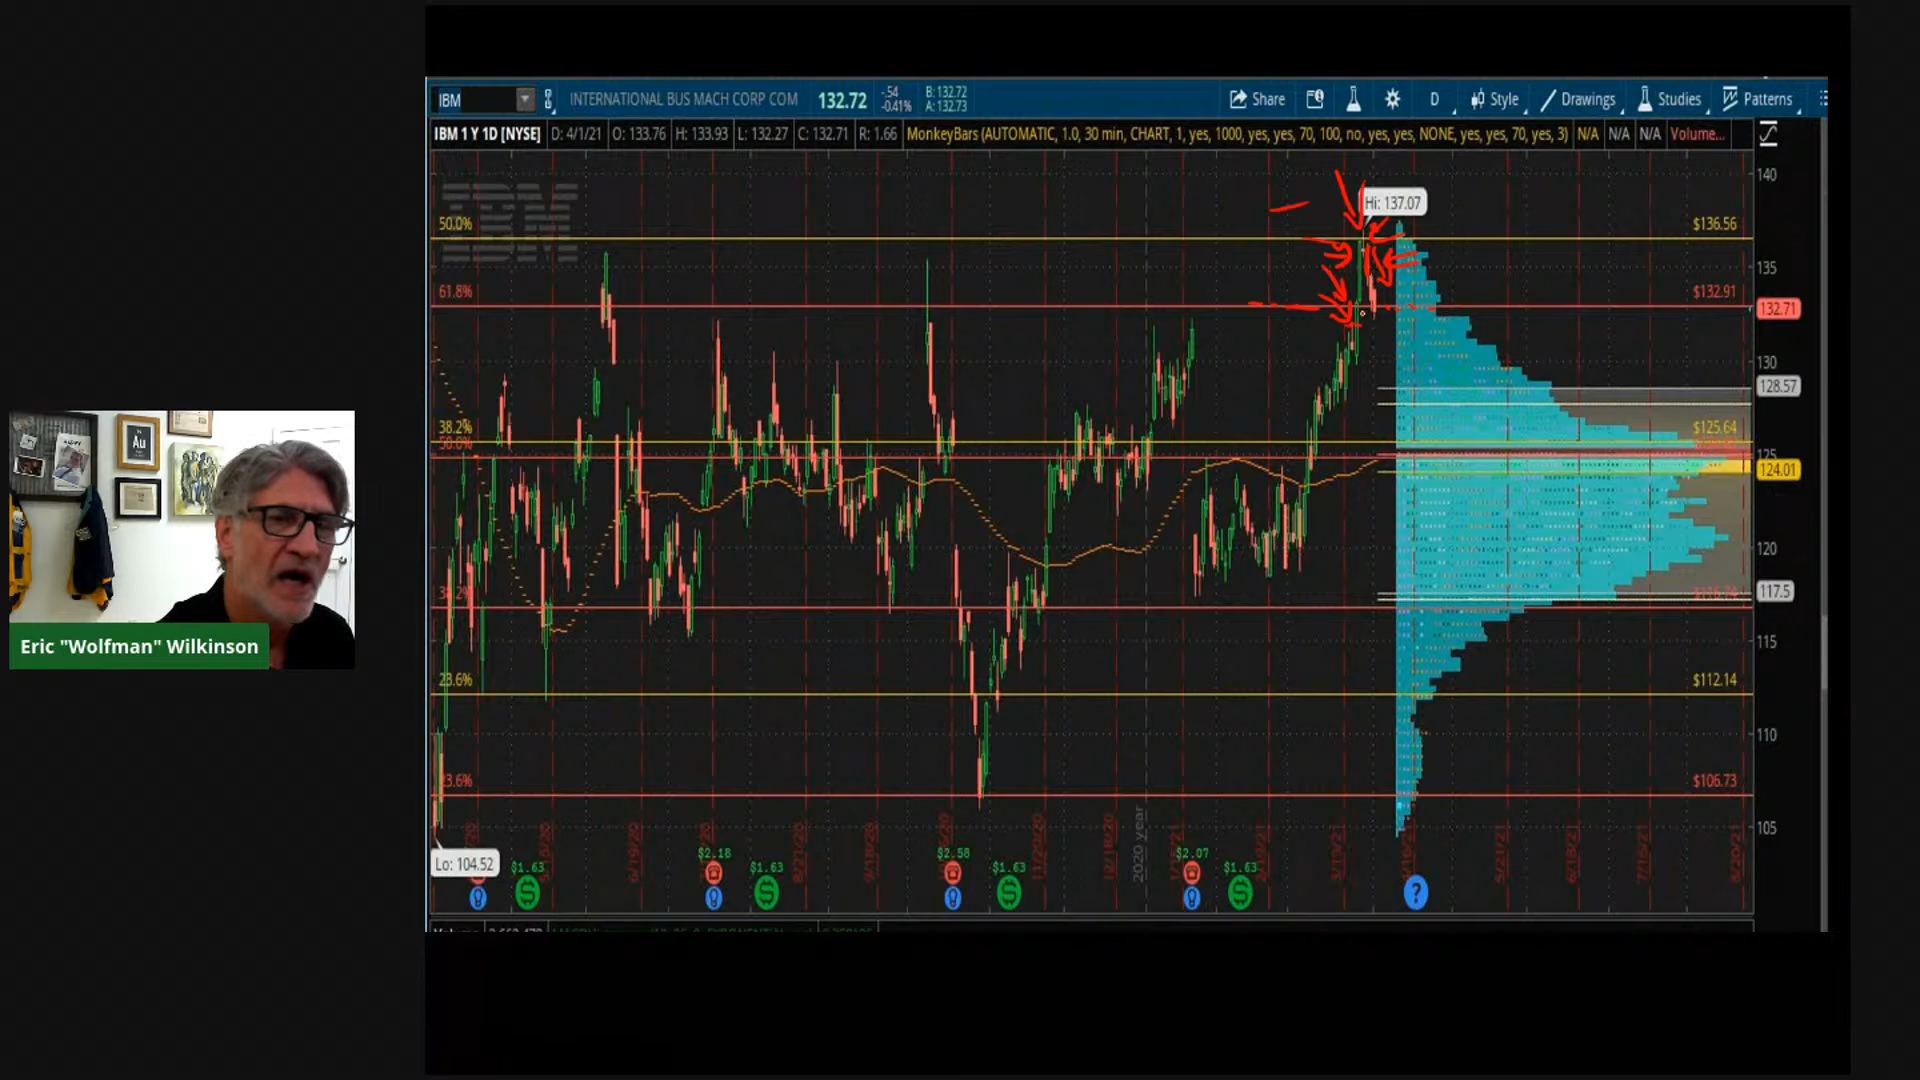 IBM
INTERNATIONAL BUS MACH CORP COM
132.72
-.54
-0.41%
B: 132.72
A: 132.73
Share
D
Style
Drawings
Studies
Patterns
IBM 1 Y 1D [NYSE]
D: 4/1/21
O: 133.76
H: 133.93
L: 132.27
C: 132.71
R: 1.66
MonkeyBars (AUTOMATIC, 1.0, 30 min, CHART, 1, yes, 1000, yes, yes, 70, 100, no, yes, yes, NONE, yes, yes, 70, yes, 3)
N/A
N/A
N/A
Volume...
IBM
140
Hi: 137.07
50.0%
$136.56
135
61.8%
$132.91
132.71
130
128.57
38.2%
$125.64
125
124.01
120
117.5
115
23.6%
$112.14
110
$106.73
105
Lo: 104.52
2020 year
$1.63
$2.18
$1.63
$2.58
$1.63
$2.07
$1.63
?
Au
Eric "Wolfman" Wilkinson